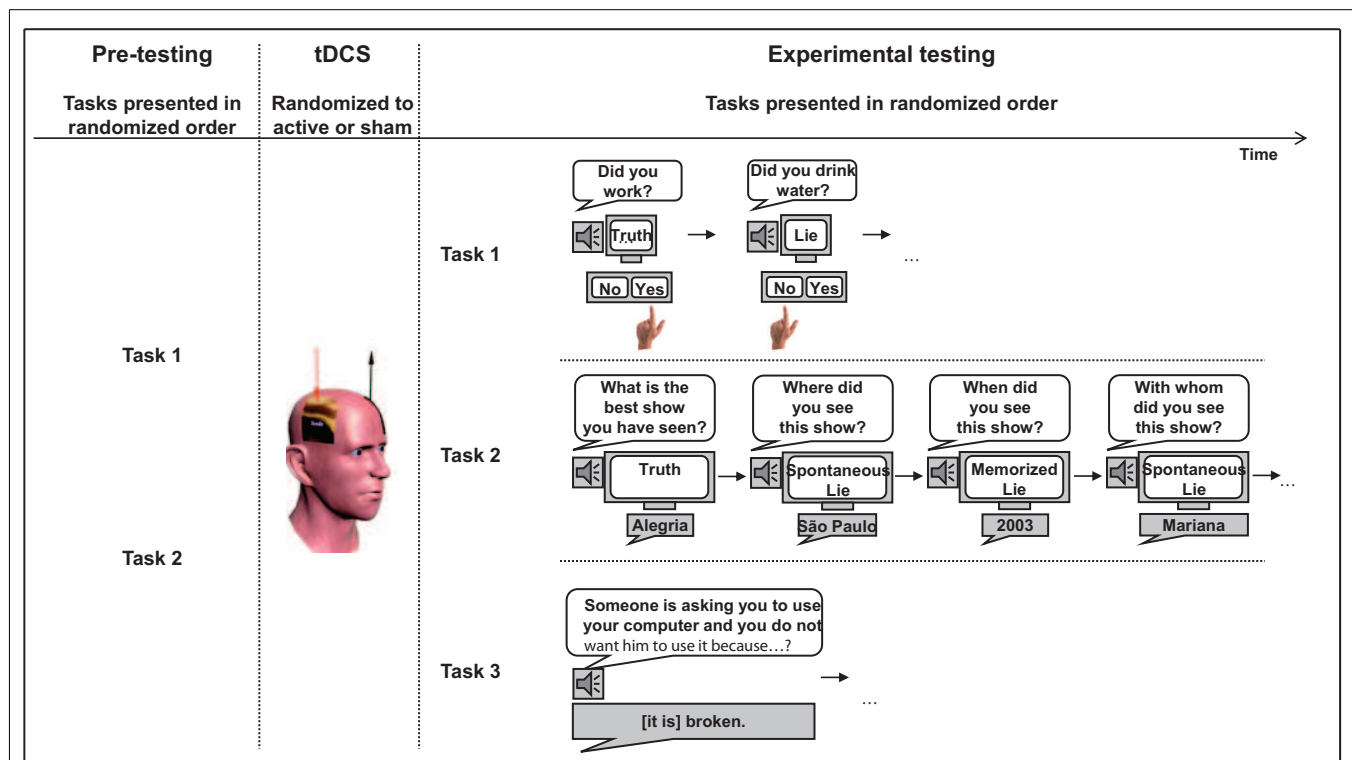 Pre-testing
tDCS
Experimental testing
Tasks presented in
randomized order
Randomized to
active or sham
Tasks presented in randomized order
Time
Task 1
Task 2
Task 1
Did you
work?
Truth
...
No Yes
Did you drink
water?
Lie
No Yes
...
Task 2
What is the
best show
you have seen?
Truth
Alegria
Where did
you see
this show?
Spontaneous
Lie
São Paulo
When did
you see
this show?
Memorized
Lie
2003
With whom
did you see
this show?
Spontaneous
Lie
Mariana
...
Task 3
Someone is asking you to use
your computer and you do not
want him to use it because…?
[it is] broken.
...